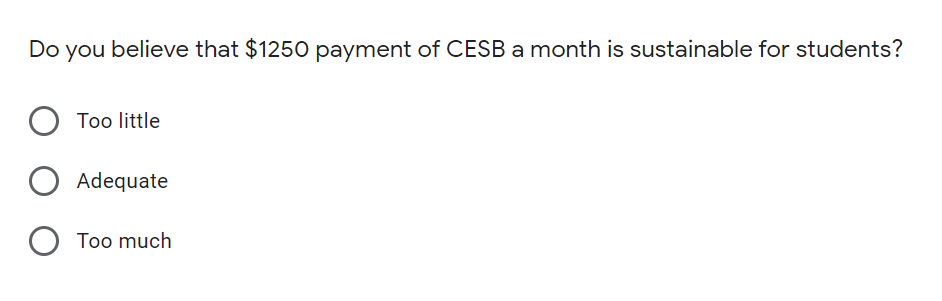 Do you believe that $1250 payment of CESB a month is sustainable for students?
Too little
Adequate
Too much